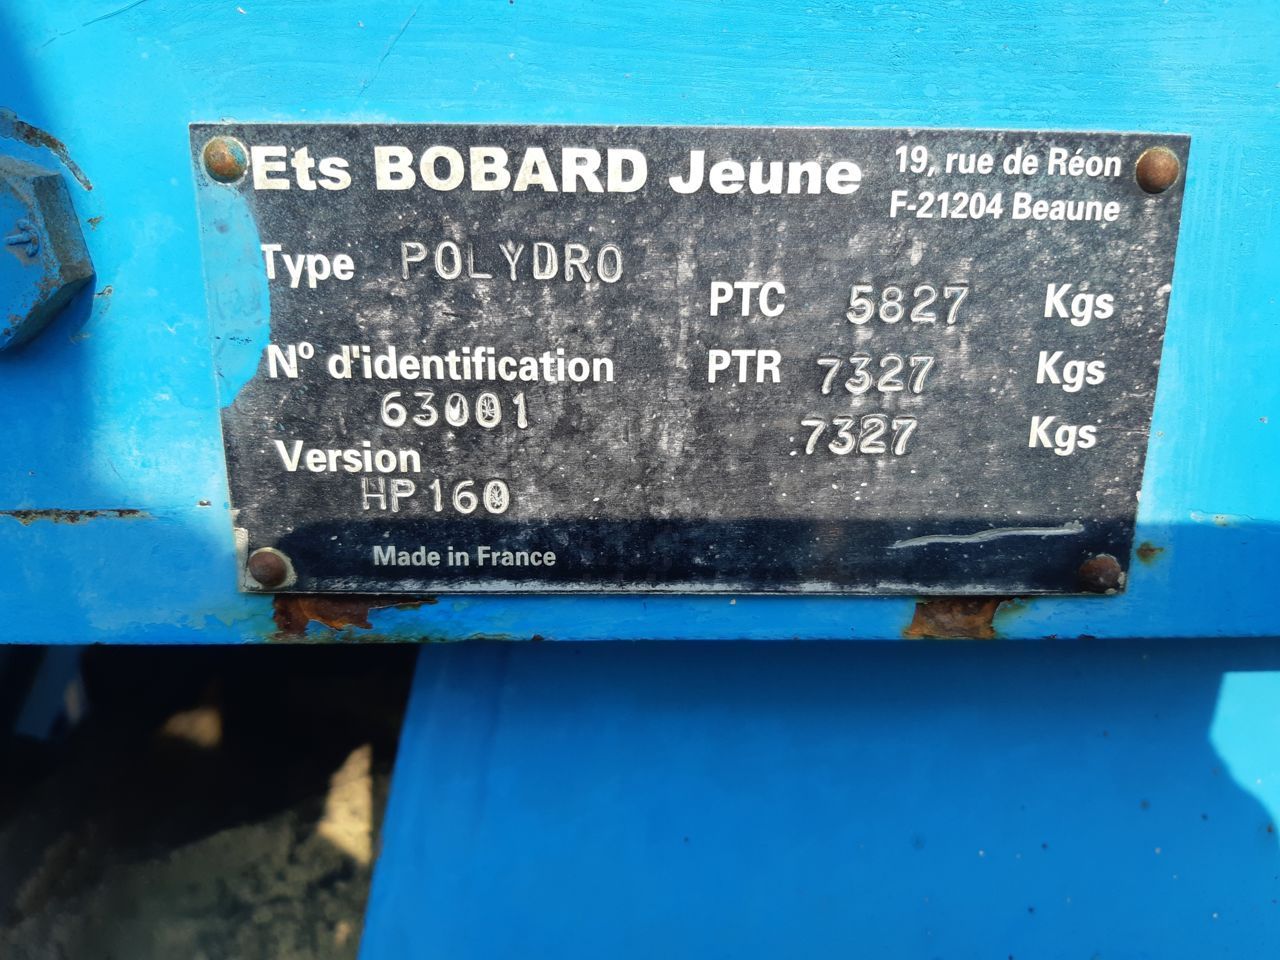 Ets BOBARD Jeune
19, rue de Réon
F-21204 Beaune
Type POLYDRO
PTC 5827 Kgs
Nº d'identification
63001
PTR 7327 Kgs
7327 Kgs
Version
HP160
Made in France